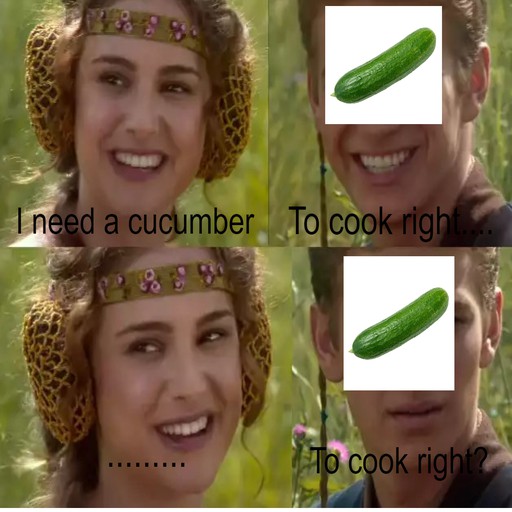 I need a cucumber
To cook right....
.........
To cook right?